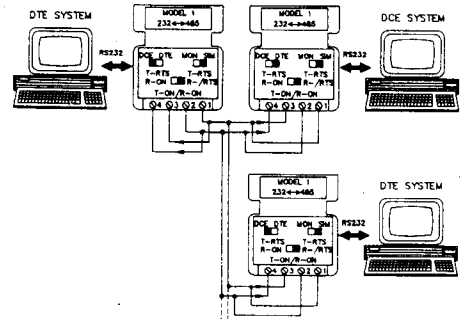 DTE SYSTEM
MODEL 1
232↔485
DCE DTE MON SIM
T-RTS T-RTS
R-ON R-/RTS
T-ON/R-ON
4 3 2 1
RS232
MODEL 1
232↔485
DCE DTE MON SIM
T-RTS T-RTS
R-ON R-/RTS
T-ON/R-ON
4 3 2 1
RS232
DCE SYSTEM
MODEL 1
232↔485
DCE DTE MON SIM
T-RTS T-RTS
R-ON R-/RTS
T-ON/R-ON
4 3 2 1
RS232
DTE SYSTEM